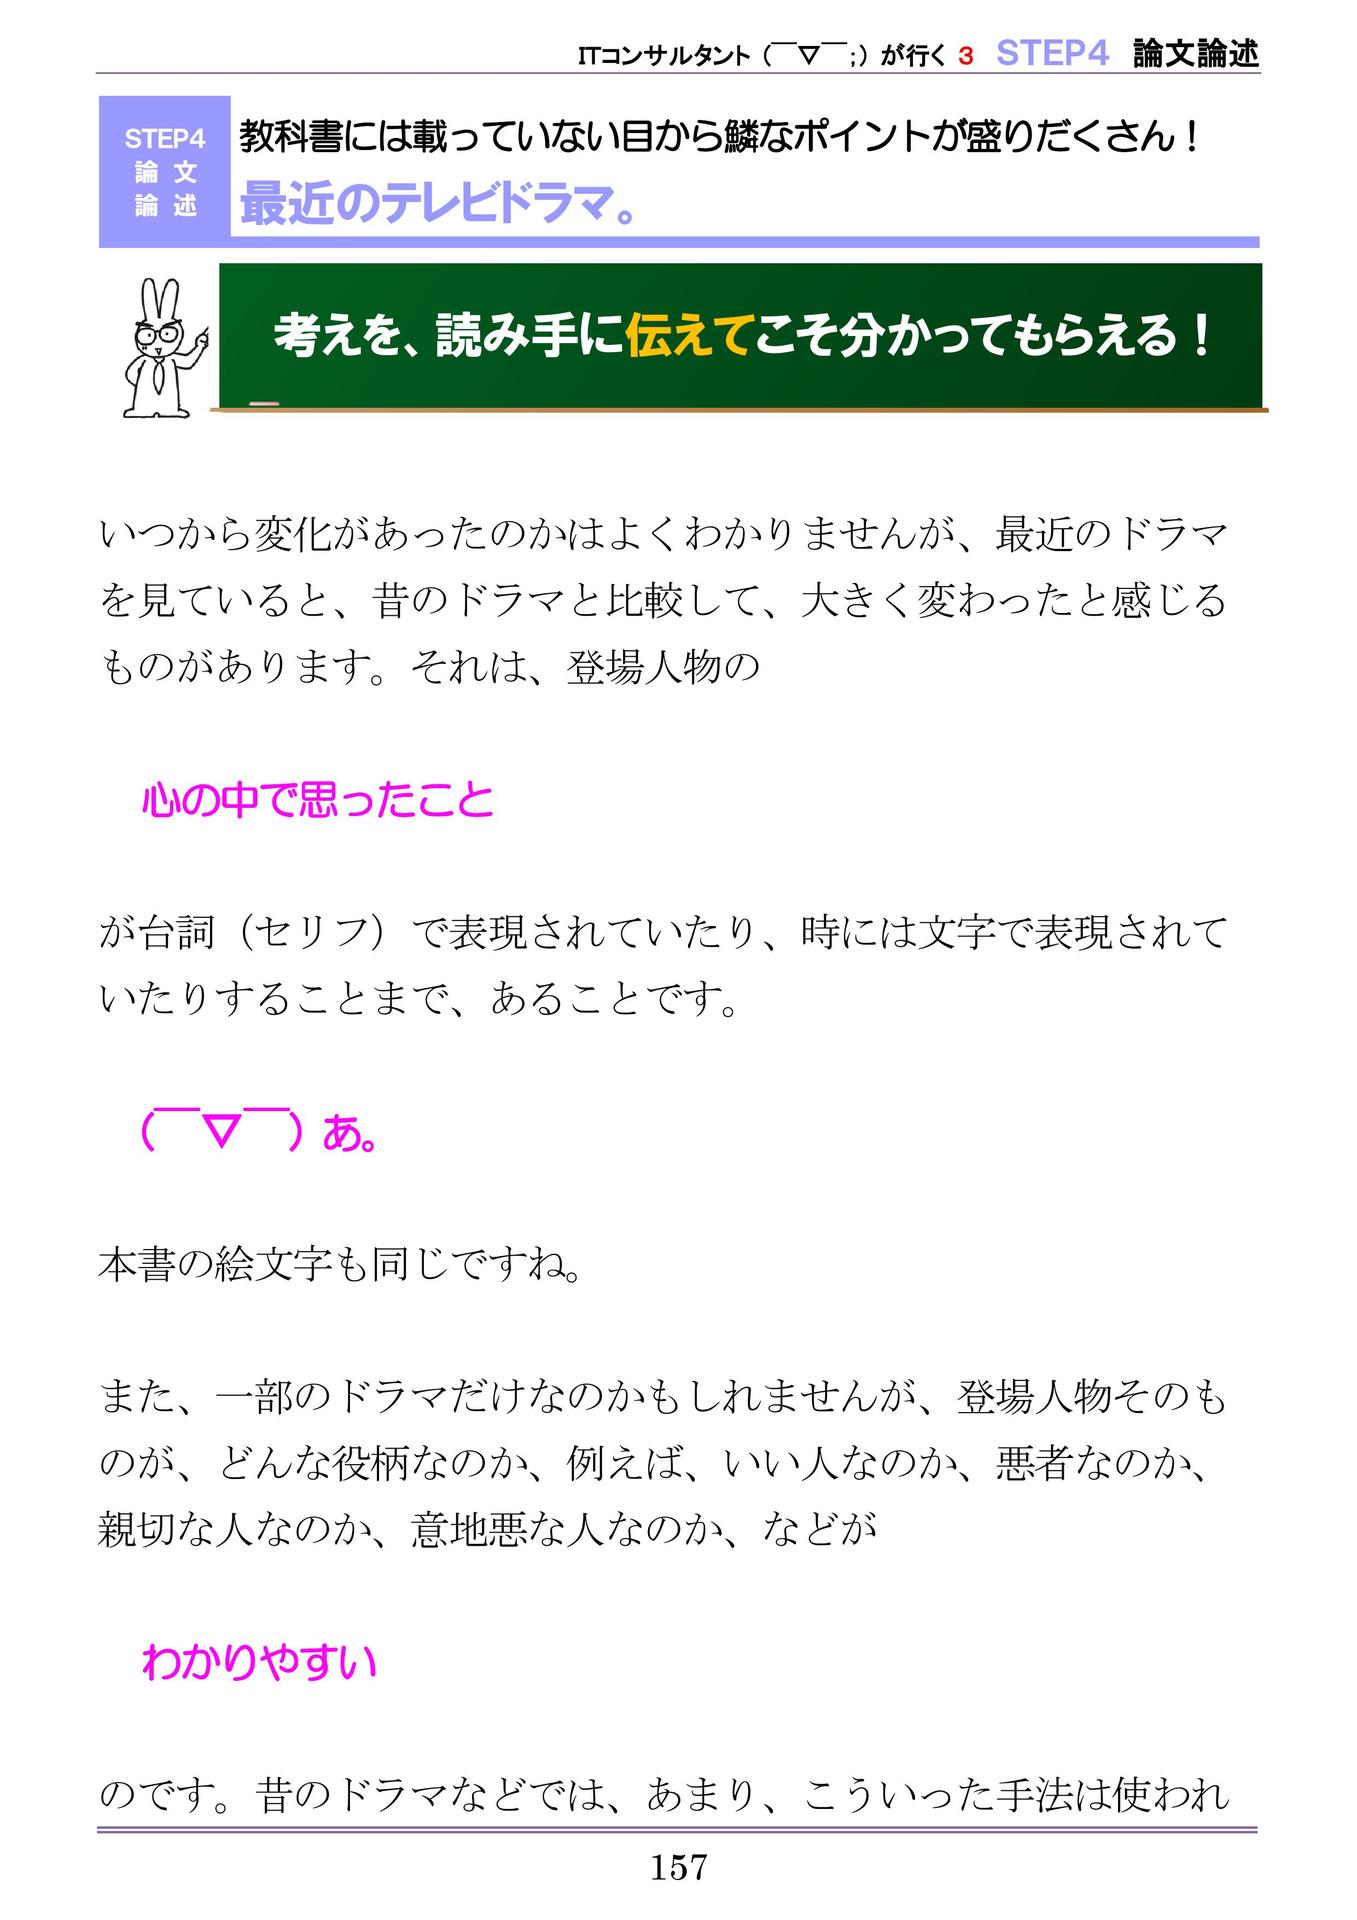 ITコンサルタント（￣▽￣；）が行く 3 STEP4 論文論述
STEP4
論 文
論 述
教科書には載っていない目から鱗なポイントが盛りだくさん！
最近のテレビドラマ。
考えを、読み手に伝えてこそ分かってもらえる！
いつから変化があったのかはよくわかりませんが、最近のドラマ
を見ていると、昔のドラマと比較して、大きく変わったと感じる
ものがあります。それは、登場人物の
心の中で思ったこと
が台詞（セリフ）で表現されていたり、時には文字で表現されて
いたりすることまで、あることです。
（￣▽￣）あ。
本書の絵文字も同じですね。
また、一部のドラマだけなのかもしれませんが、登場人物そのも
のが、どんな役柄なのか、例えば、いい人なのか、悪者なのか、
親切な人なのか、意地悪な人なのか、などが
わかりやすい
のです。昔のドラマなどでは、あまり、こういった手法は使われ
157